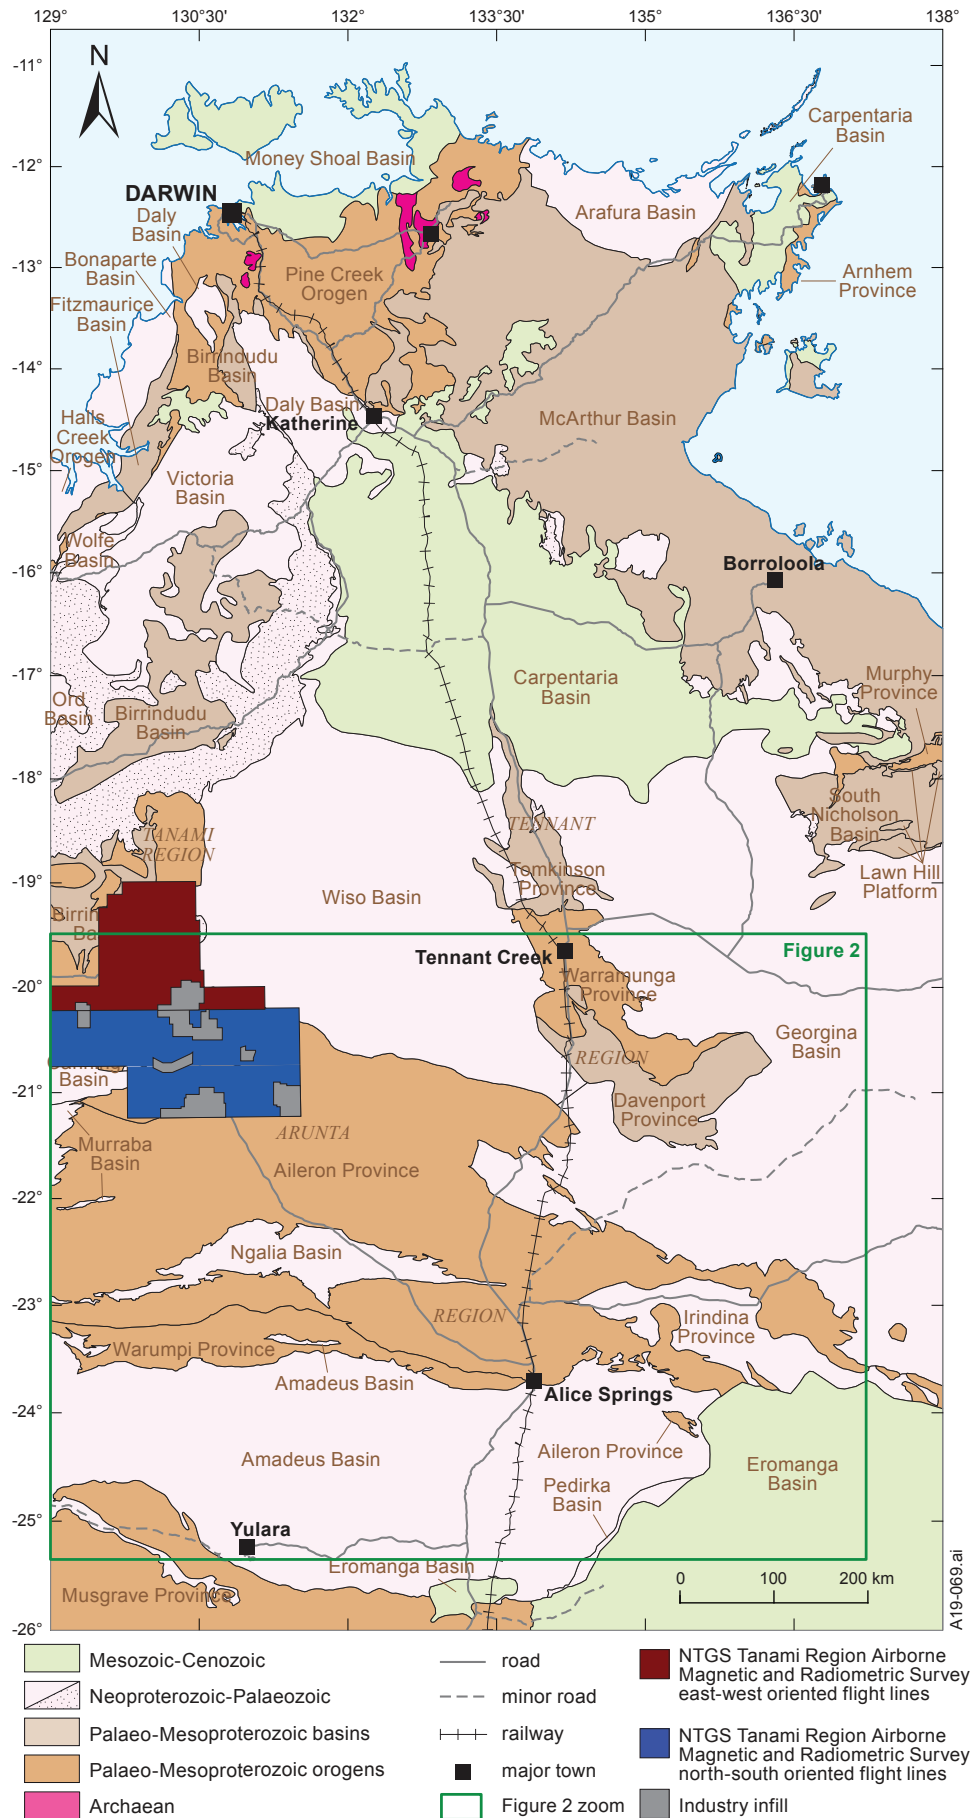 129°
130°30'
132°
133°30'
135°
136°30'
138°
-11°
-12°
-13°
-14°
-15°
-16°
-17°
-18°
-19°
-20°
-21°
-22°
-23°
-24°
-25°
-26°
N
Carpentaria
Basin
Money Shoal Basin
DARWIN
Daly
Basin
Arafura Basin
Bonaparte
Basin
Pine Creek
Orogen
Arnhem
Province
Fitzmaurice
Basin
Birrindudu
Basin
Daly Basin
Katherine
McArthur Basin
Halls
Creek
Orogen
Victoria
Basin
Wolfe
Basin
Borroloola
Carpentaria
Basin
Murphy
Province
Ord
Basin
Birrindudu
Basin
South
Nicholson
Basin
TANAMI
REGION
TENNANT
Tomkinson
Province
Lawn Hill
Platform
Wiso Basin
Birrin
Ba
Figure 2
Tennant Creek
Warramunga
Province
Georgina
Basin
REGION
Basin
Davenport
Province
Murraba
Basin
ARUNTA
Aileron Province
Ngalia Basin
REGION
Irindina
Province
Warumpi Province
Amadeus Basin
Alice Springs
Aileron Province
Amadeus Basin
Eromanga
Basin
Pedirka
Basin
Yulara
Eromanga Basin
Musgrave Province
0 100 200 km
A19-069.ai
Mesozoic-Cenozoic
Neoproterozoic-Palaeozoic
Palaeo-Mesoproterozoic basins
Palaeo-Mesoproterozoic orogens
Archaean
road
minor road
railway
major town
Figure 2 zoom
NTGS Tanami Region Airborne
Magnetic and Radiometric Survey
east-west oriented flight lines
NTGS Tanami Region Airborne
Magnetic and Radiometric Survey
north-south oriented flight lines
Industry infill